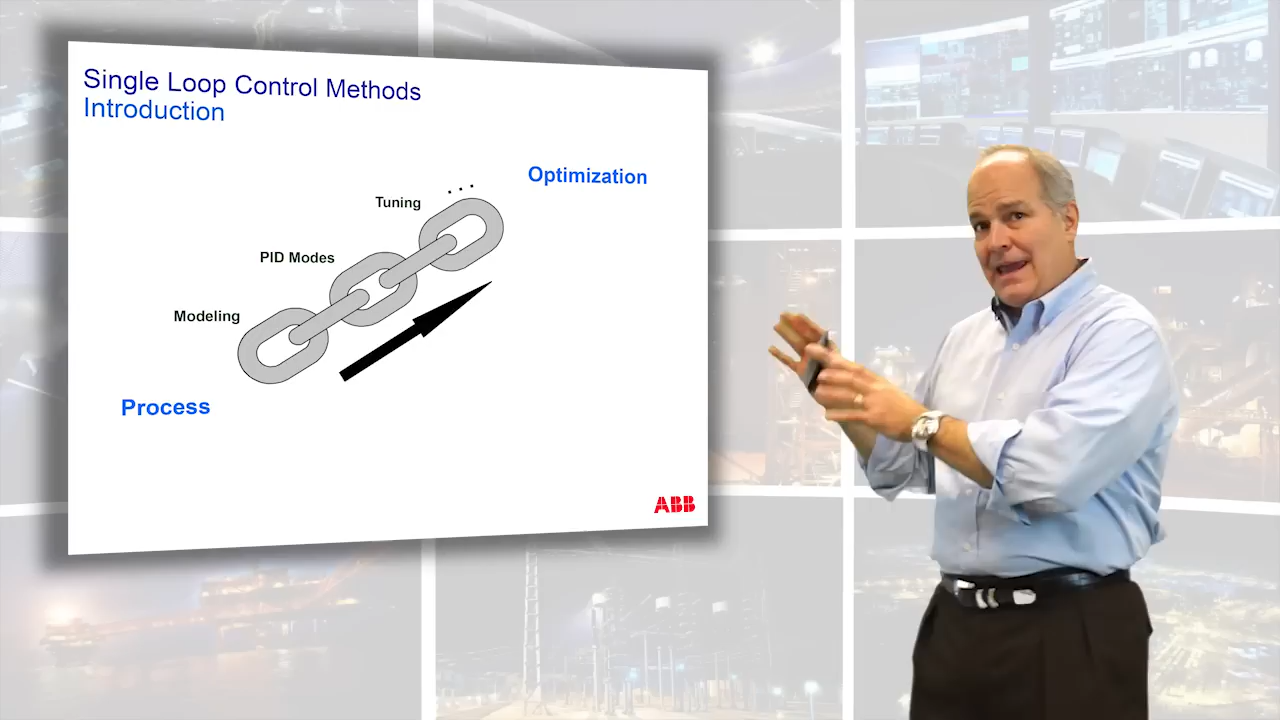 Single Loop Control Methods
Introduction
Optimization
...
Tuning
PID Modes
Modeling
Process
ABB